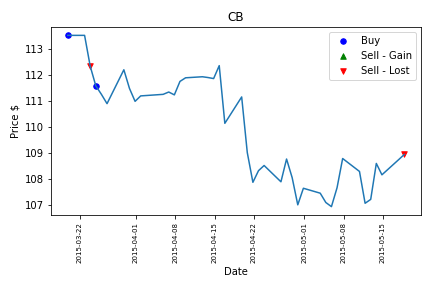 CB
113
112
111
110
109
108
107
Price $
Buy
Sell - Gain
Sell - Lost
2015-03-22
2015-04-01
2015-04-08
2015-04-15
2015-04-22
2015-05-01
2015-05-08
2015-05-15
Date